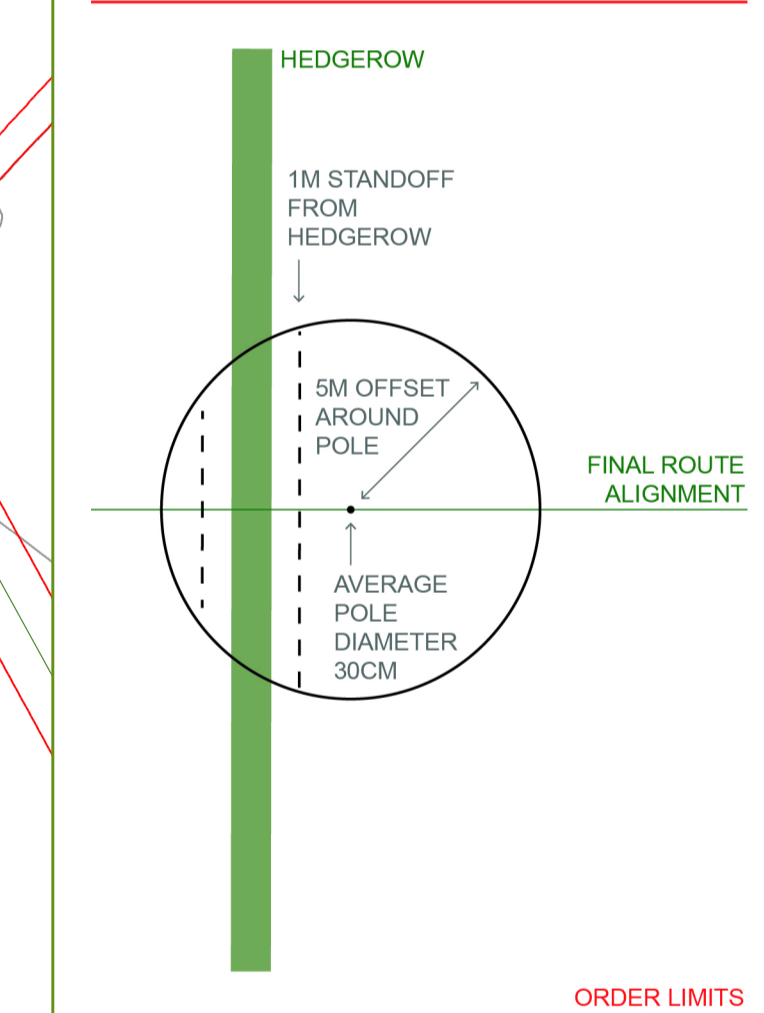 HEDGEROW
1M STANDOFF
FROM
HEDGEROW
5M OFFSET
AROUND
POLE
FINAL ROUTE
ALIGNMENT
AVERAGE
POLE
DIAMETER
30CM
ORDER LIMITS